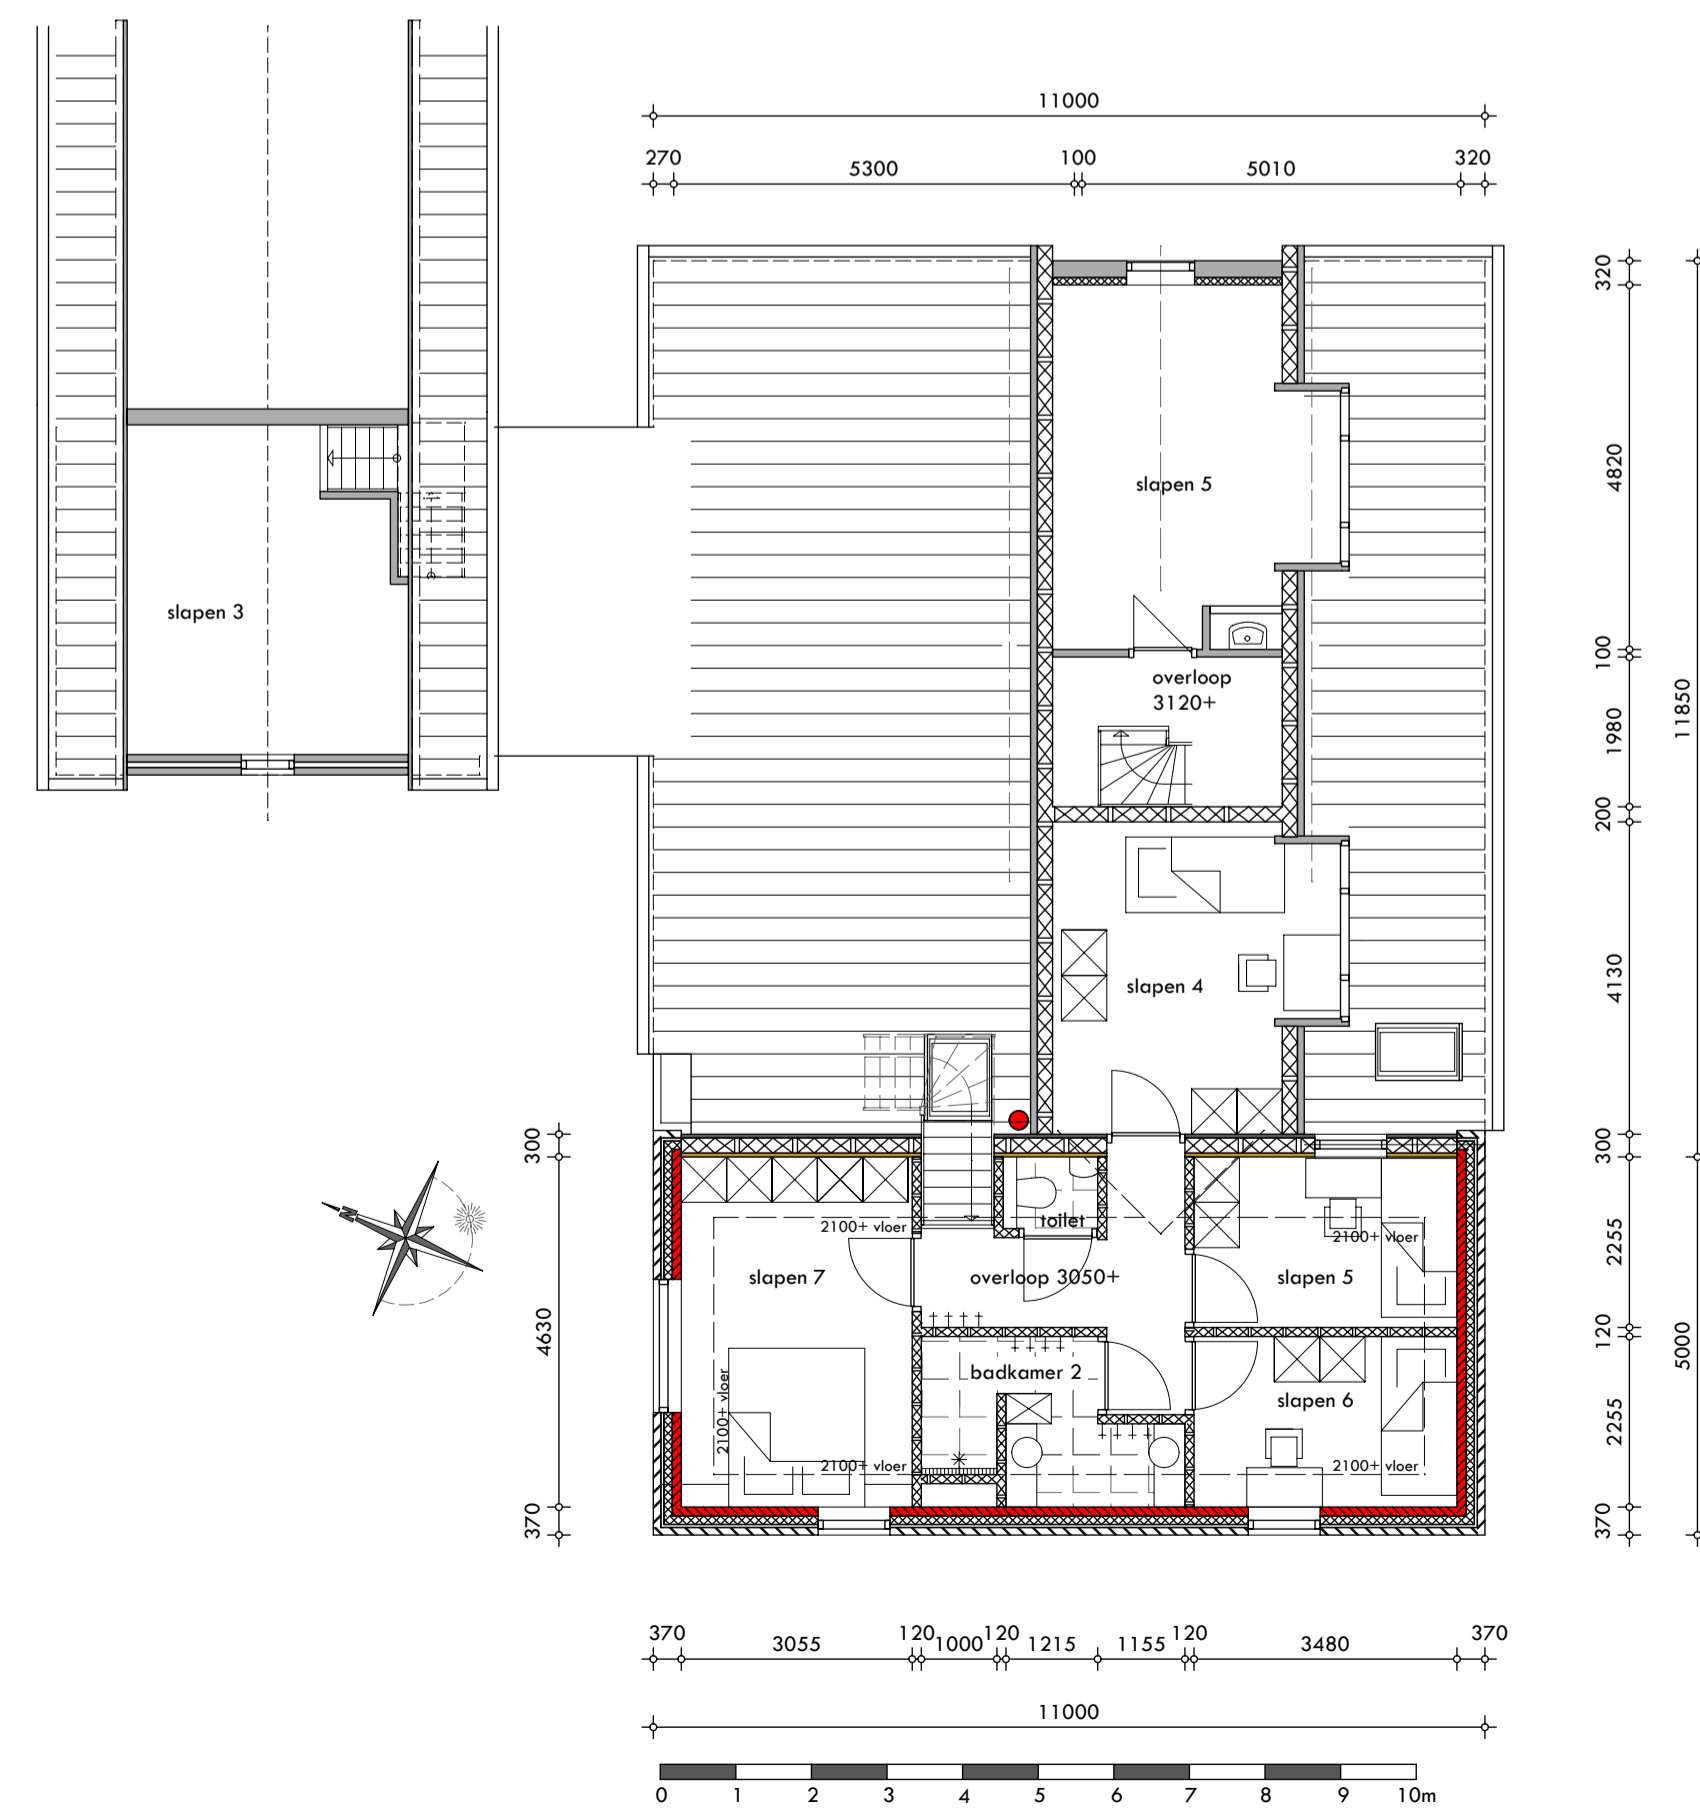 11000
270
5300
100
5010
320
320
4820
100
1980
200
4130
300
2255
120
2255
370
11850
5000
slapen 5
slapen 3
overloop
3120+
slapen 4
300
4630
370
N
toilet
2100+ vloer
2100+ vloer
slapen 7
overloop 3050+
slapen 5
badkamer 2
slapen 6
2100+ vloer
2100+ vloer
2100+ vloer
370
3055
120
1000
120
1215
1155
120
3480
370
11000
0 1 2 3 4 5 6 7 8 9 10m